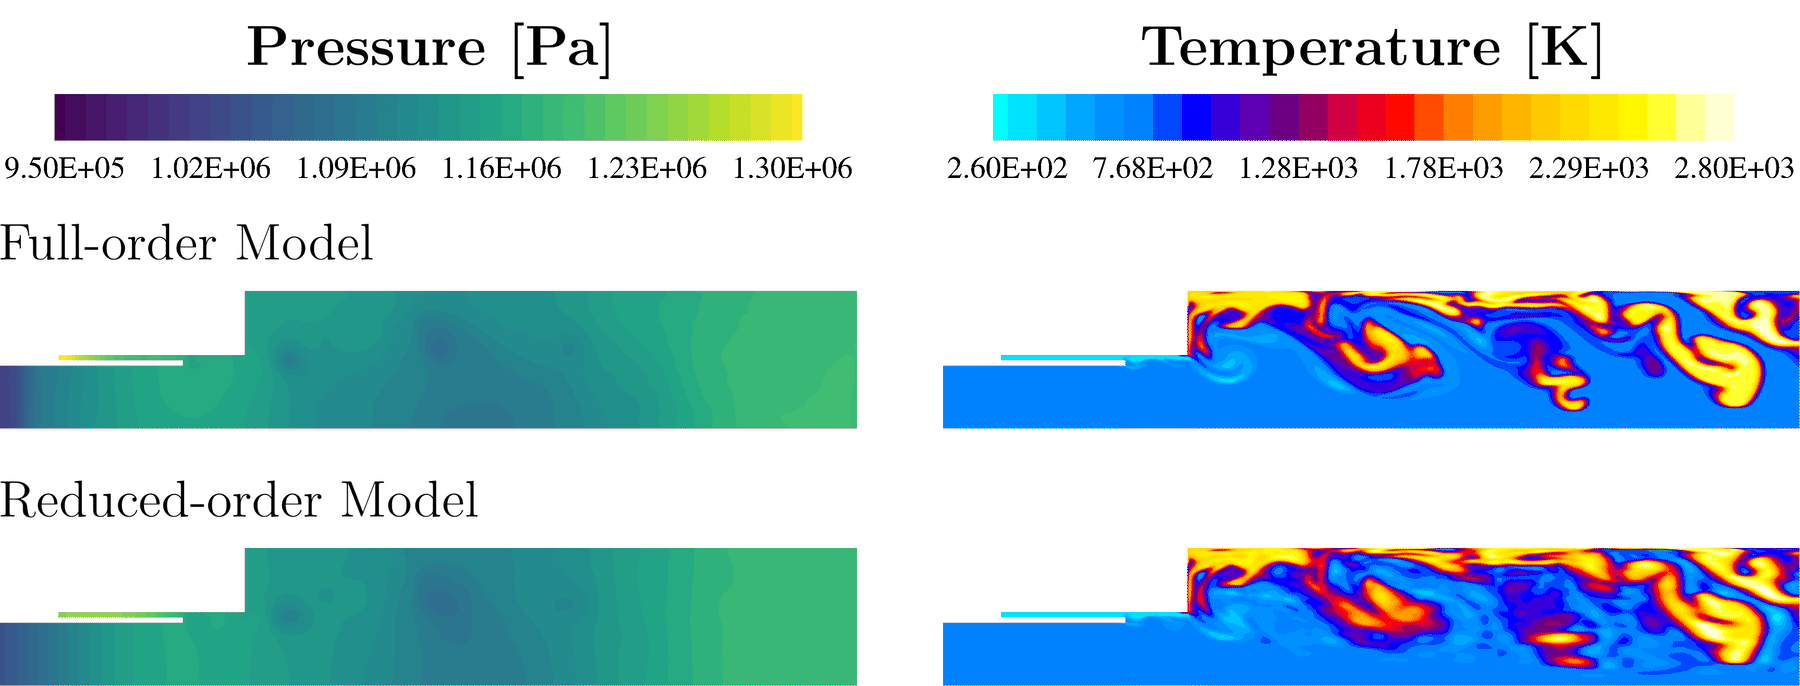 Pressure [Pa]
Temperature [K]
9.50E+05 1.02E+06 1.09E+06 1.16E+06 1.23E+06 1.30E+06
2.60E+02 7.68E+02 1.28E+03 1.78E+03 2.29E+03 2.80E+03
Full-order Model
Reduced-order Model